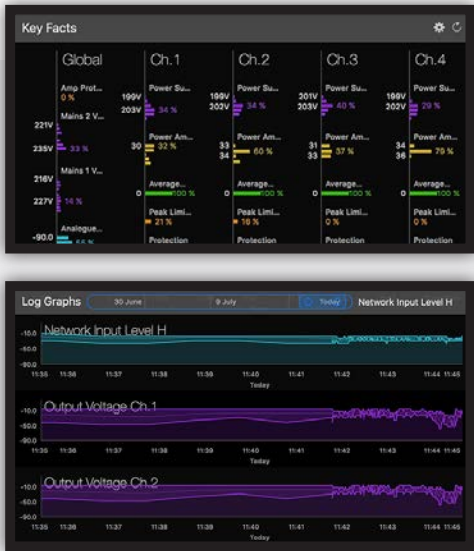 Key Facts
Global Ch.1 Ch.2 Ch.3 Ch.4
Amp Prot... Power Su... Power Su... Power Su... Power Su...
0 % 199V 199V 201V 199V
Mains 2 V... 203V 34 % 202V 34 % 203V 40 % 202V 29 %
221V
Power Am... Power Am... Power Am... Power Am...
235V 33 % 30 32 % 33 31 34
34 60 % 33 37 % 36 79 %
Mains 1 V...
216V Average... Average... Average... Average...
227V 14 % 0 100 % 0 100 % 0 100 % 0 100 %
Analogue... Peak Limi... Peak Limi... Peak Limi... Peak Limi...
-90.0 55 % 21 % 16 % 0 % 0 %
Protection Protection Protection Protection
Log Graphs 30 June 9 July Today Network Input Level H
Network Input Level H
-10.0
-50.0
-90.0
11:35 11:36 11:37 11:38 11:39 11:40 11:41 11:42 11:43 11:44 11:45
Today
Output Voltage Ch.1
-10.0
-50.0
-90.0
11:35 11:36 11:37 11:38 11:39 11:40 11:41 11:42 11:43 11:44 11:45
Today
Output Voltage Ch.2
-10.0
-50.0
-90.0
11:35 11:36 11:37 11:38 11:39 11:40 11:41 11:42 11:43 11:44 11:45
Today